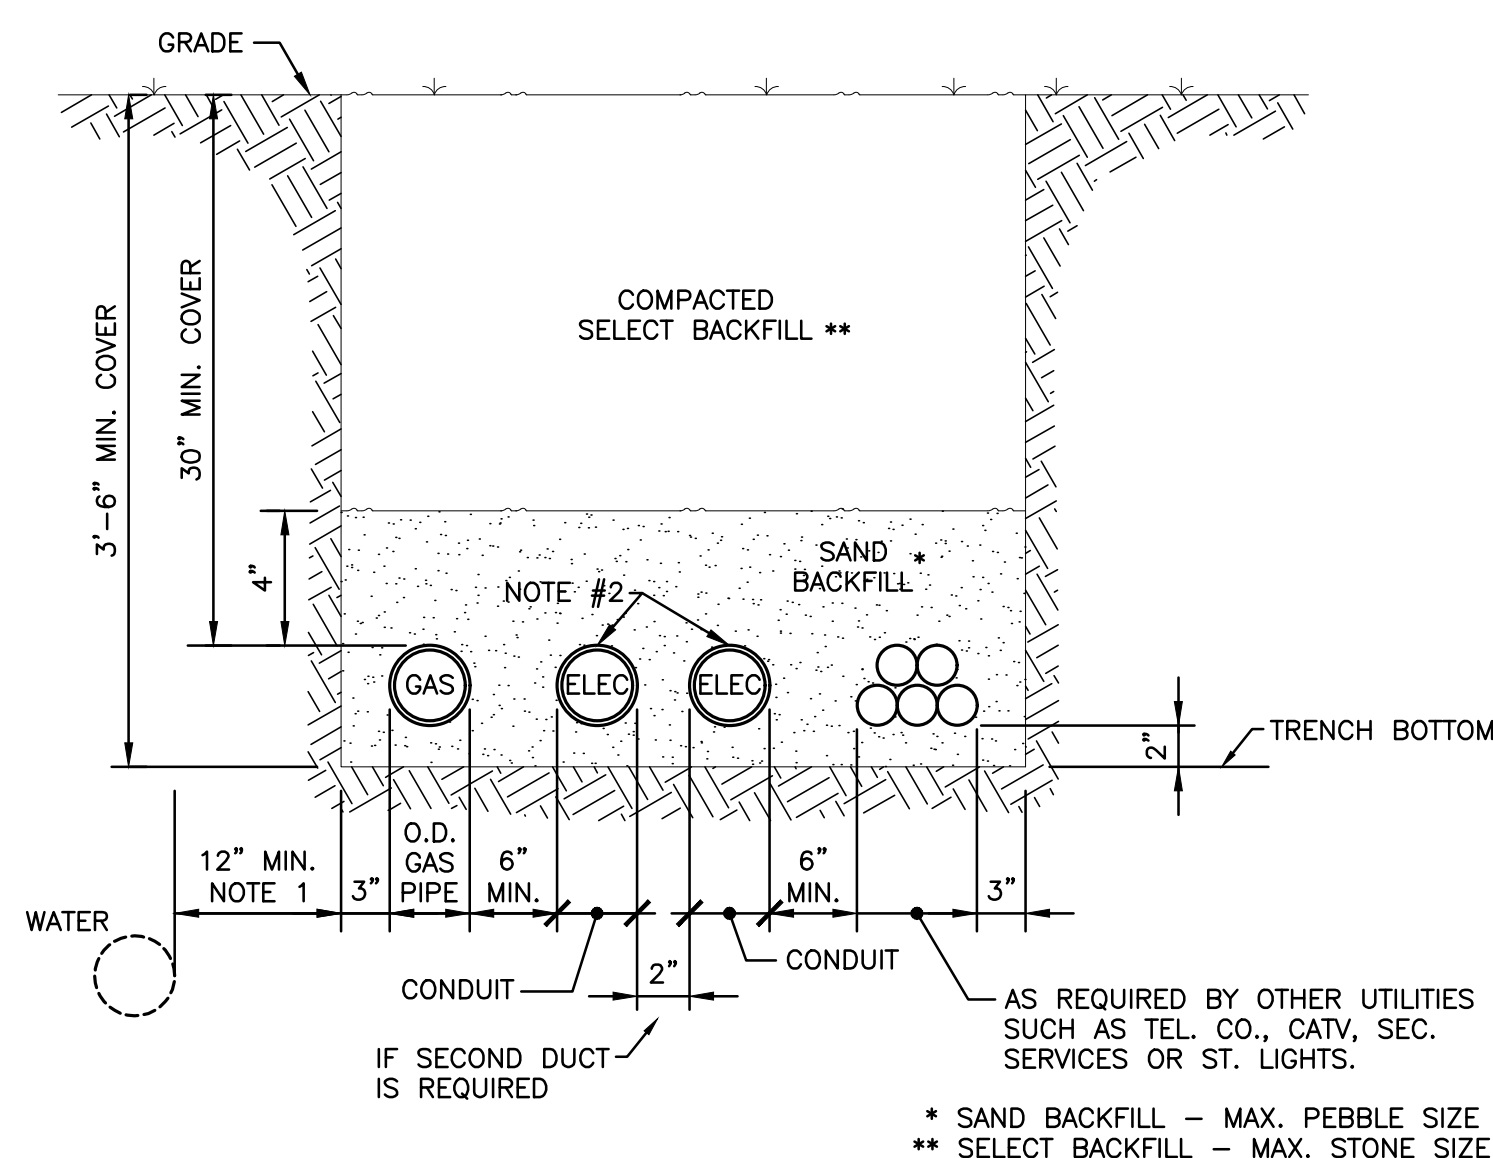 GRADE
3'-6" MIN. COVER
30" MIN. COVER
COMPACTED
SELECT BACKFILL **
4"
SAND *
BACKFILL
NOTE #2
GAS
ELEC
ELEC
TRENCH BOTTOM
2"
12" MIN.
NOTE 1
3"
O.D.
GAS
PIPE
6"
MIN.
6"
MIN.
3"
WATER
CONDUIT
2"
CONDUIT
IF SECOND DUCT
IS REQUIRED
AS REQUIRED BY OTHER UTILITIES
SUCH AS TEL. CO., CATV, SEC.
SERVICES OR ST. LIGHTS.
* SAND BACKFILL – MAX. PEBBLE SIZE
** SELECT BACKFILL – MAX. STONE SIZE